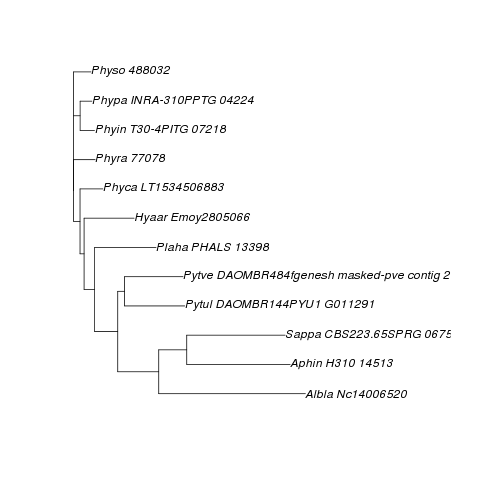 Physo 488032
Phypa INRA-310PPTG 04224
Phyin T30-4PITG 07218
Phyra 77078
Phyca LT1534506883
Hyaar Emoy2805066
Plaha PHALS 13398
Pytve DAOMBR484fgenesh masked-pve contig 2
Pytul DAOMBR144PYU1 G011291
Sappa CBS223.65SPRG 0675
Aphin H310 14513
Albla Nc14006520